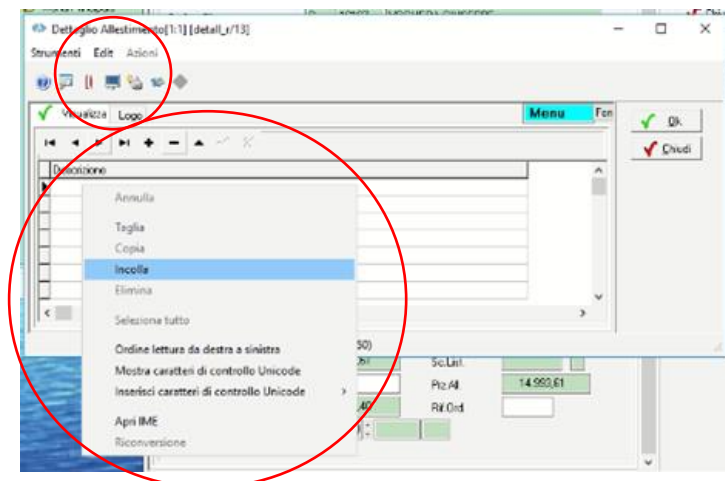 Dettaglio Allestimento[1:1] [detall_r/13]
Strumenti Edit Azioni
Visualizza Logo
Menu
Ok
Chiudi
Descrizione
Annulla
Taglia
Copia
Incolla
Elimina
Seleziona tutto
Ordine lettura da destra a sinistra
Mostra caratteri di controllo Unicode
Inserisci caratteri di controllo Unicode
Apri IME
Riconversione
Sc.List.
Prz.All. 14.993,61
Rif.Ord